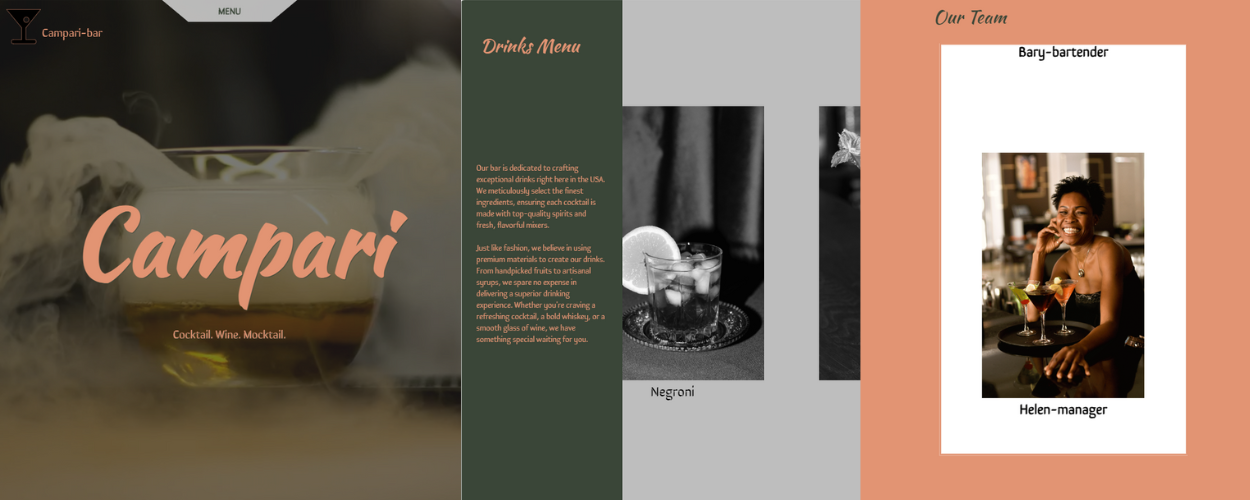 MENU
Campari-bar
Campari
Cocktail. Wine. Mocktail.
Drinks Menu
Our bar is dedicated to crafting
exceptional drinks right here in the USA.
We meticulously select the finest
ingredients, ensuring each cocktail is
made with top-quality spirits and
fresh, flavorful mixers.
Just like fashion, we believe in using
premium materials to create our drinks.
From handpicked fruits to artisanal
syrups, we spare no expense in
delivering a superior drinking
experience. Whether you're craving a
refreshing cocktail, a bold whiskey, or a
smooth glass of wine, we have
something special waiting for you.
Negroni
Our Team
Bary-bartender
Helen-manager